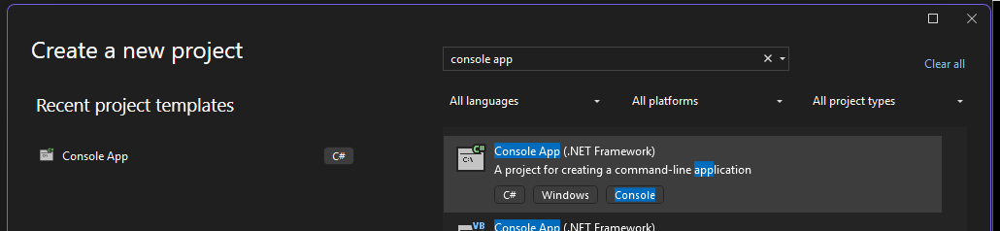 Create a new project
console app
Clear all
Recent project templates
All languages
All platforms
All project types
Console App
C#
C#
C:\
Console App (.NET Framework)
A project for creating a command-line application
C#
Windows
Console
VB
Console App (.NET Framework)